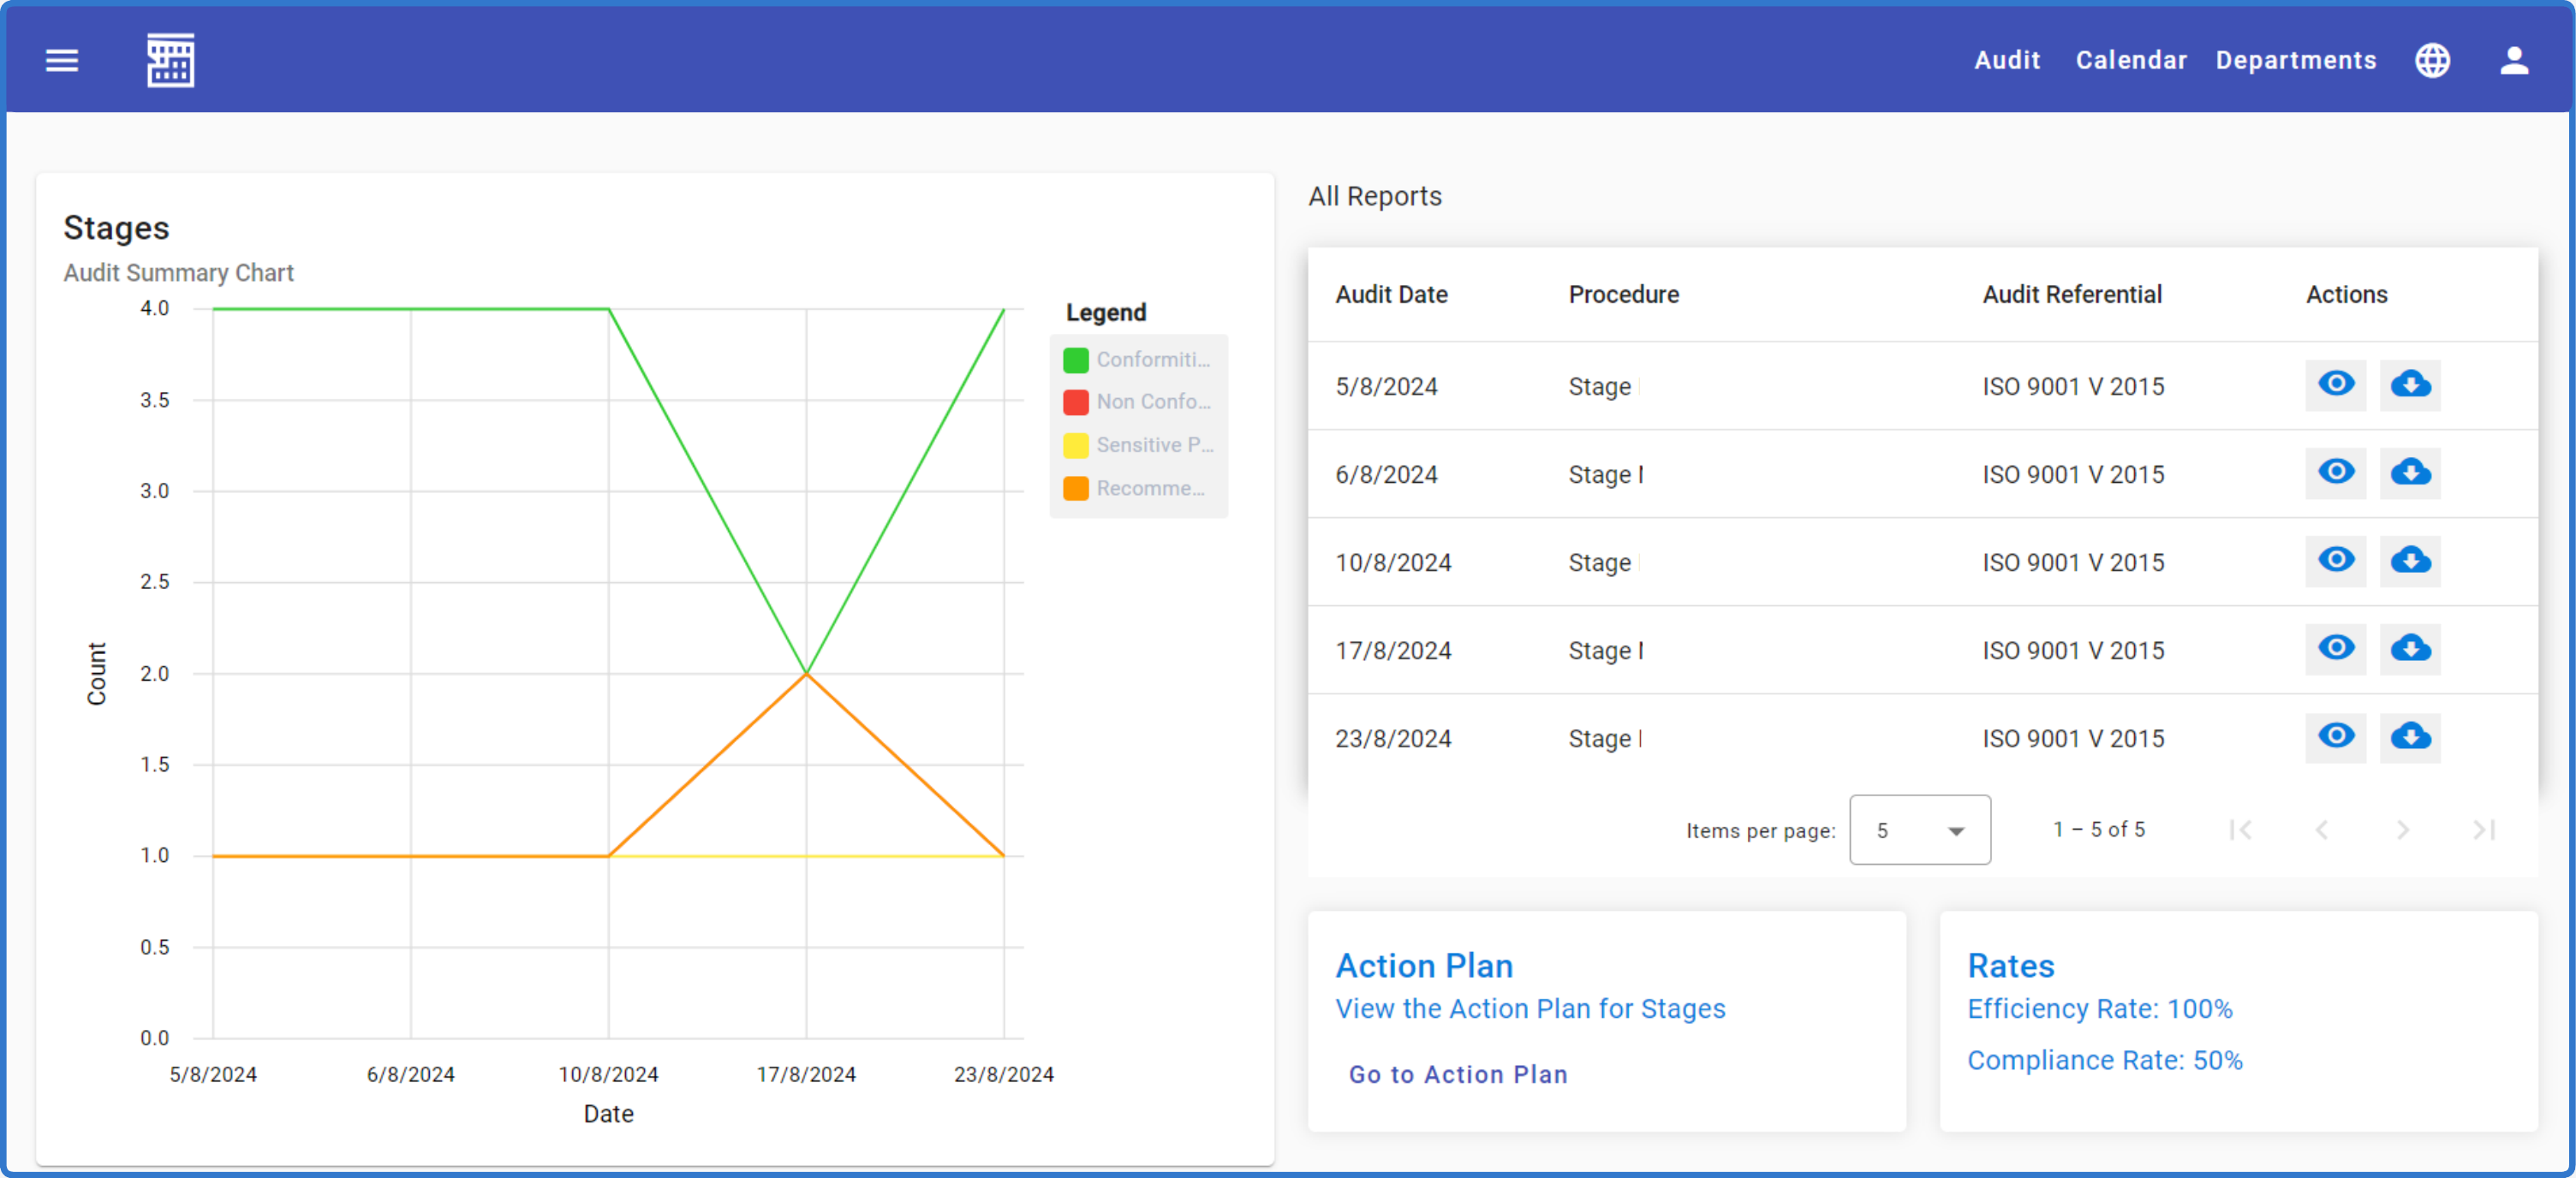 Audit Calendar Departments
Stages
Audit Summary Chart
4.0
3.5
3.0
2.5
2.0
1.5
1.0
0.5
0.0
Count
5/8/2024 6/8/2024 10/8/2024 17/8/2024 23/8/2024
Date
Legend
Conformiti...
Non Confo...
Sensitive P...
Recomme...
All Reports
Audit Date Procedure Audit Referential Actions
5/8/2024 Stage ISO 9001 V 2015
6/8/2024 Stage ISO 9001 V 2015
10/8/2024 Stage ISO 9001 V 2015
17/8/2024 Stage ISO 9001 V 2015
23/8/2024 Stage ISO 9001 V 2015
Items per page: 5 1 – 5 of 5
Action Plan
View the Action Plan for Stages
Go to Action Plan
Rates
Efficiency Rate: 100%
Compliance Rate: 50%